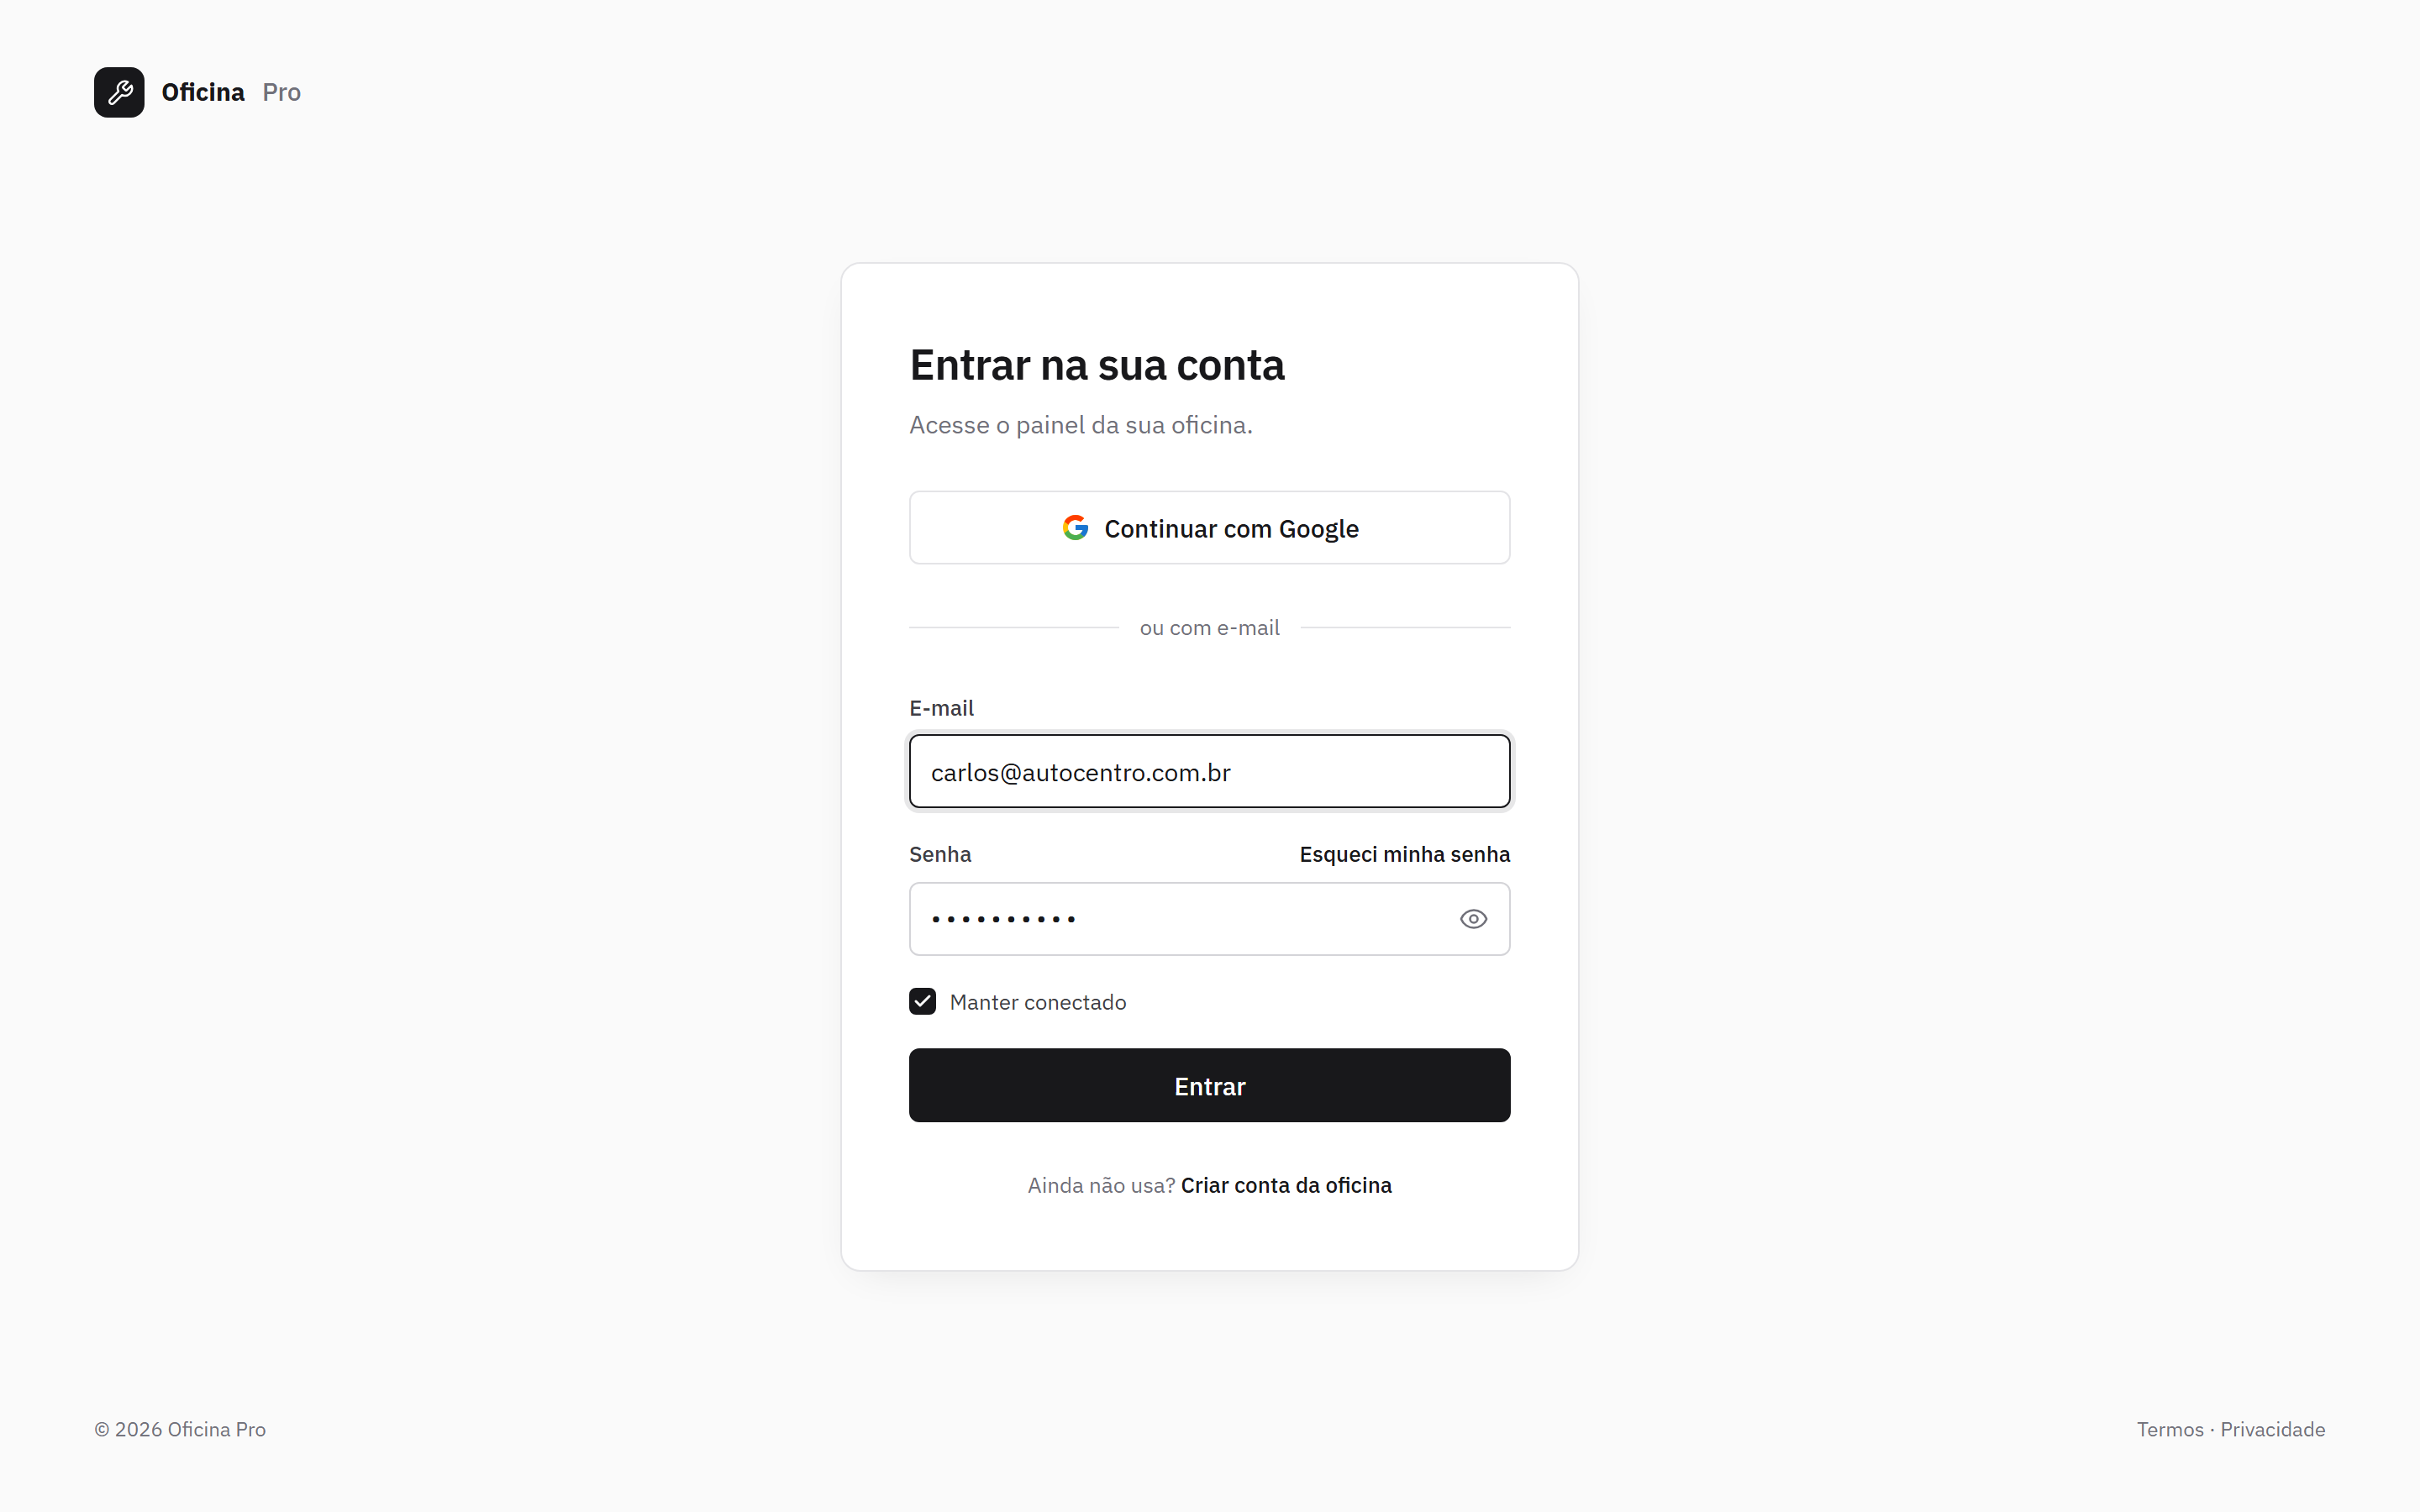 Oficina Pro
Entrar na sua conta
Acesse o painel da sua oficina.
Continuar com Google
ou com e-mail
E-mail
carlos@autocentro.com.br
Senha Esqueci minha senha
••••••••••
Manter conectado
Entrar
Ainda não usa? Criar conta da oficina
© 2026 Oficina Pro Termos · Privacidade